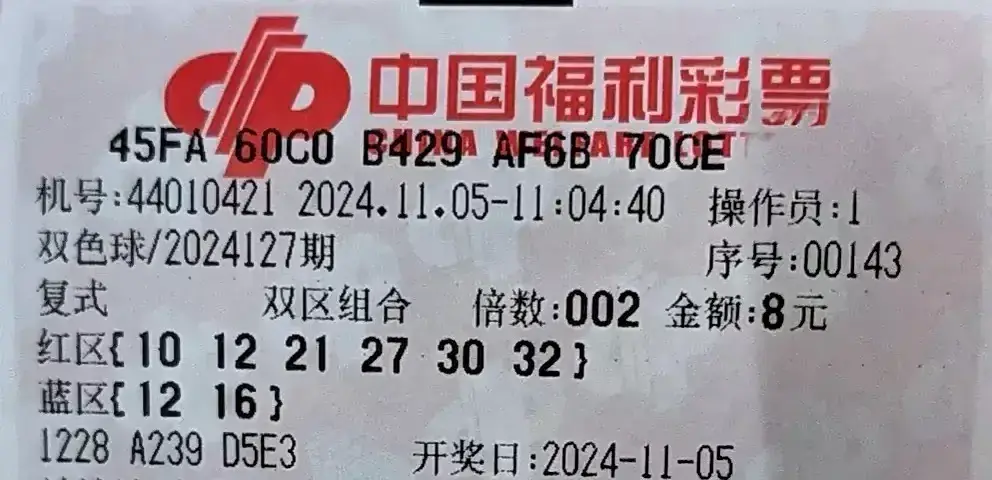 中国福利彩票
45FA 60C0 B429 AF6B 70CE
机号:44010421 2024.11.05-11:04:40 操作员:1
双色球/2024127期 序号:00143
复式 双区组合 倍数:002 金额:8元
红区{10 12 21 27 30 32}
蓝区{12 16}
1228 A239 D5E3 开奖日:2024-11-05